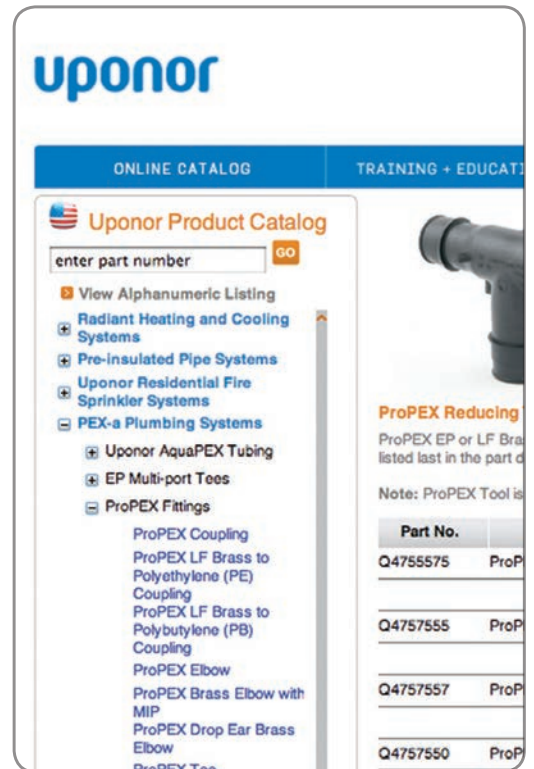 uponor
ONLINE CATALOG
TRAINING + EDUCATI
Uponor Product Catalog
enter part number
GO
View Alphanumeric Listing
Radiant Heating and Cooling
Systems
Pre-insulated Pipe Systems
Uponor Residential Fire
Sprinkler Systems
PEX-a Plumbing Systems
Uponor AquaPEX Tubing
EP Multi-port Tees
ProPEX Fittings
ProPEX Coupling
ProPEX LF Brass to
Polyethylene (PE)
Coupling
ProPEX LF Brass to
Polybutylene (PB)
Coupling
ProPEX Elbow
ProPEX Brass Elbow with
MIP
ProPEX Drop Ear Brass
Elbow
ProPEX Tee
ProPEX Reducing
ProPEX EP or LF Bra
listed last in the part d
Note: ProPEX Tool is
Part No.
Q4755575 ProP
Q4757555 ProP
Q4757557 ProP
Q4757550 ProP